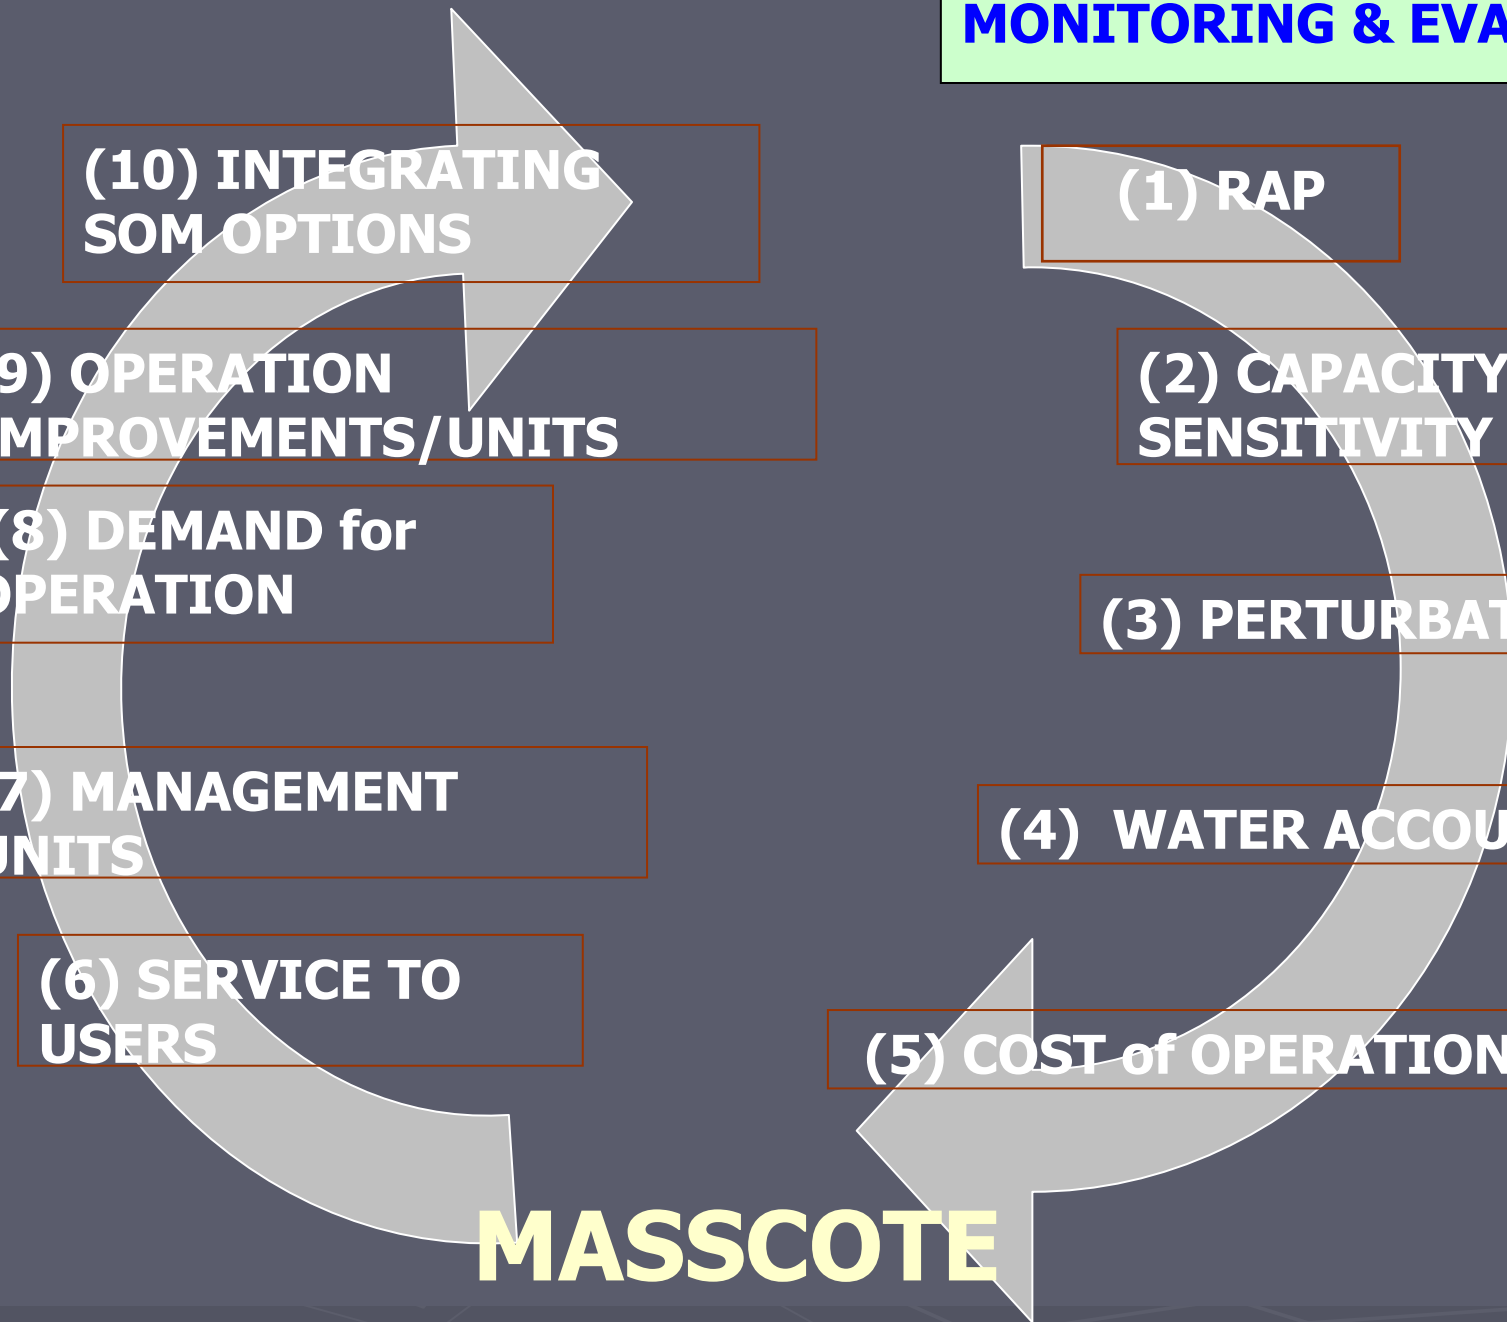 MONITORING & EVA
(1) RAP
(2) CAPACITY
SENSITIVITY
(3) PERTURBAT
(4) WATER ACCOU
(5) COST of OPERATION
(6) SERVICE TO
USERS
7) MANAGEMENT
UNITS
(8) DEMAND for
OPERATION
9) OPERATION
MPROVEMENTS/UNITS
(10) INTEGRATING
SOM OPTIONS
MASSCOTE